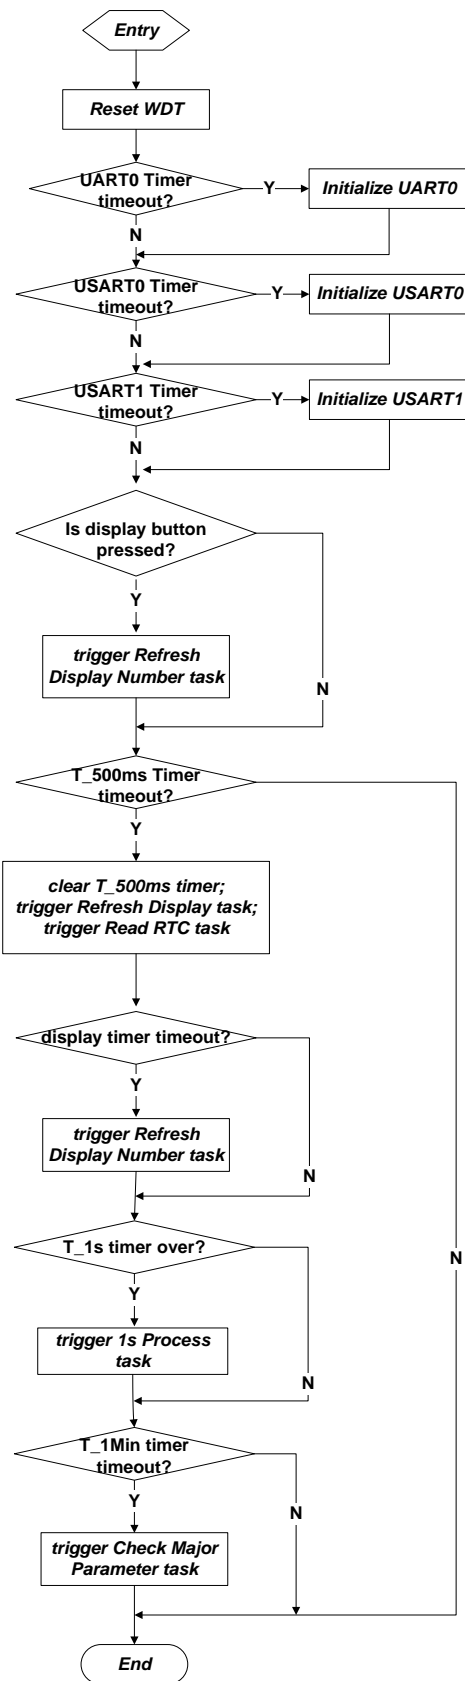 Entry
Reset WDT
UART0 Timer
timeout?
Y
Initialize UART0
N
USART0 Timer
timeout?
Y
Initialize USART0
N
USART1 Timer
timeout?
Y
Initialize USART1
N
Is display button
pressed?
Y
trigger Refresh
Display Number task
N
T_500ms Timer
timeout?
Y
clear T_500ms timer;
trigger Refresh Display task;
trigger Read RTC task
display timer timeout?
Y
trigger Refresh
Display Number task
N
T_1s timer over?
N
Y
trigger 1s Process
task
N
T_1Min timer
timeout?
Y
N
trigger Check Major
Parameter task
End